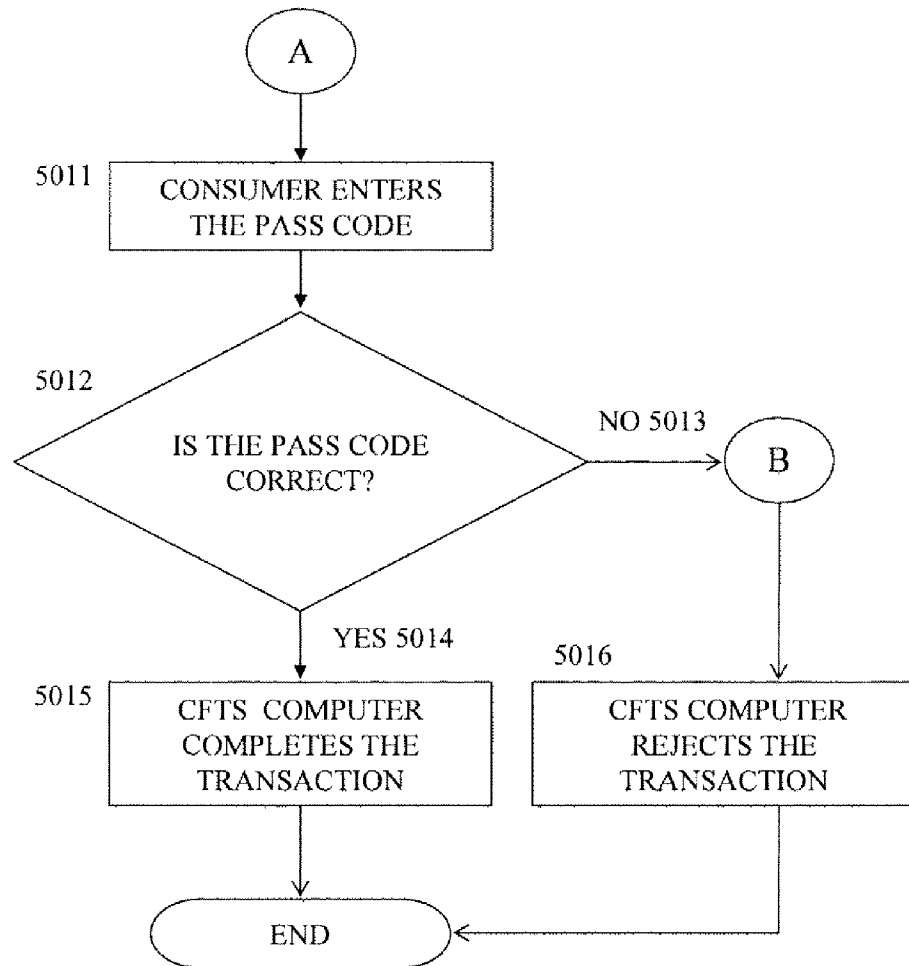 A
5011
CONSUMER ENTERS
THE PASS CODE
5012
IS THE PASS CODE
CORRECT?
NO 5013
B
YES 5014
5015
CFTS COMPUTER
COMPLETES THE
TRANSACTION
5016
CFTS COMPUTER
REJECTS THE
TRANSACTION
END